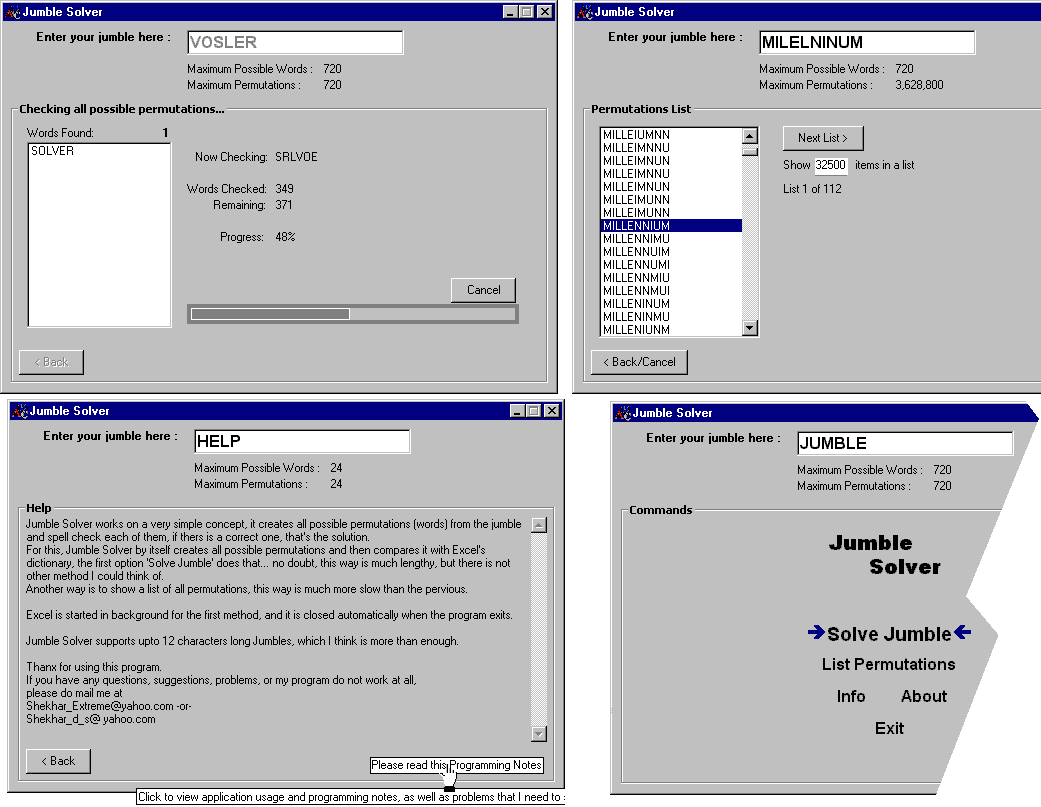 Jumble Solver
Enter your jumble here :
VOSLER
Maximum Possible Words : 720
Maximum Permutations : 720
Checking all possible permutations...
Words Found: 1
SOLVER
Now Checking: SRLVOE
Words Checked: 349
Remaining: 371
Progress: 48%
Cancel
< Back
Jumble Solver
Enter your jumble here :
MILELNINUM
Maximum Possible Words : 720
Maximum Permutations : 3,628,800
Permutations List
MILLEIUMNN
MILLEIMNNU
MILLEIMNUN
MILLEIMNNU
MILLEIMNUN
MILLEIMUNN
MILLEIMUNN
MILLENNIUM
MILLENNIMU
MILLENNUIM
MILLENNUMI
MILLENNMIU
MILLENNMUI
MILLENINUM
MILLENINMU
MILLENIUNM
Next List >
Show 32500 items in a list
List 1 of 112
< Back/Cancel
Jumble Solver
Enter your jumble here :
HELP
Maximum Possible Words : 24
Maximum Permutations : 24
Help
Jumble Solver works on a very simple concept, it creates all possible permutations (words) from the jumble
and spell check each of them, if thers is a correct one, that's the solution.
For this, Jumble Solver by itself creates all possible permutations and then compares it with Excel's
dictionary, the first option 'Solve Jumble' does that... no doubt, this way is much lengthy, but there is not
other method I could think of.
Another way is to show a list of all permutations, this way is much more slow than the pervious.
Excel is started in background for the first method, and it is closed automatically when the program exits.
Jumble Solver supports upto 12 characters long Jumbles, which I think is more than enough.
Thanx for using this program.
If you have any questions, suggestions, problems, or my program do not work at all,
please do mail me at
Shekhar_Extreme@yahoo.com -or-
Shekhar_d_s@ yahoo.com
< Back
Please read this Programming Notes
Click to view application usage and programming notes, as well as problems that I need to
Jumble Solver
Enter your jumble here :
JUMBLE
Maximum Possible Words : 720
Maximum Permutations : 720
Commands
Jumble
Solver
Solve Jumble
List Permutations
Info About
Exit